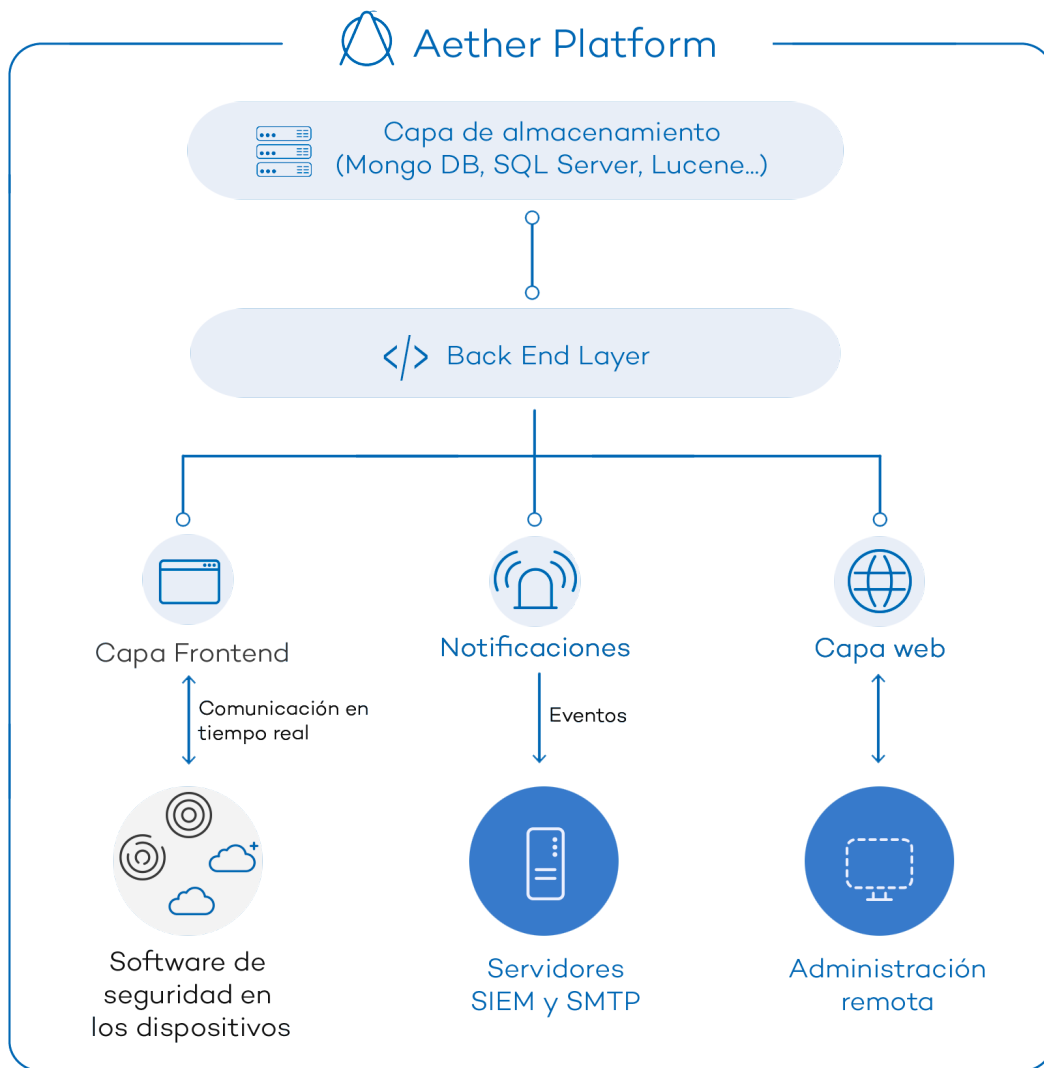 Aether Platform
Capa de almacenamiento
(Mongo DB, SQL Server, Lucene...)
</> Back End Layer
Capa Frontend
Notificaciones
Capa web
Comunicación en
tiempo real
Eventos
Software de
seguridad en
los dispositivos
Servidores
SIEM y SMTP
Administración
remota